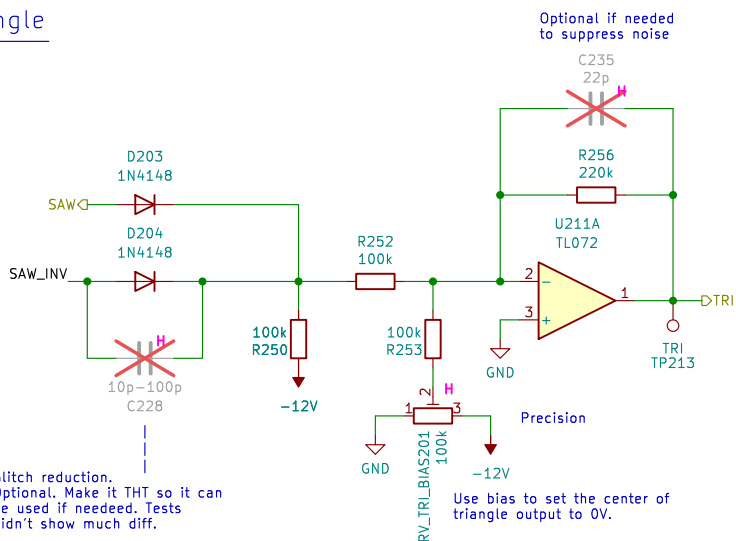 ngle
Optional if needed
to suppress noise
C235
22p
H
D203
1N4148
R256
220k
SAW
U211A
TL072
D204
1N4148
R252
100k
SAW_INV
2
−
1
TRI
3
+
H
100k
R250
100k
R253
GND
TRI
TP213
10p-100p
C228
-12V
2
H
1
3
RV_TRI_BIAS201
100k
Precision
GND
-12V
litch reduction.
ptional. Make it THT so it can
e used if needeed. Tests
idn't show much diff.
Use bias to set the center of
triangle output to 0V.